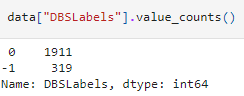 data["DBSLabels"].value_counts()
0    1911
-1    319
Name: DBSLabels, dtype: int64